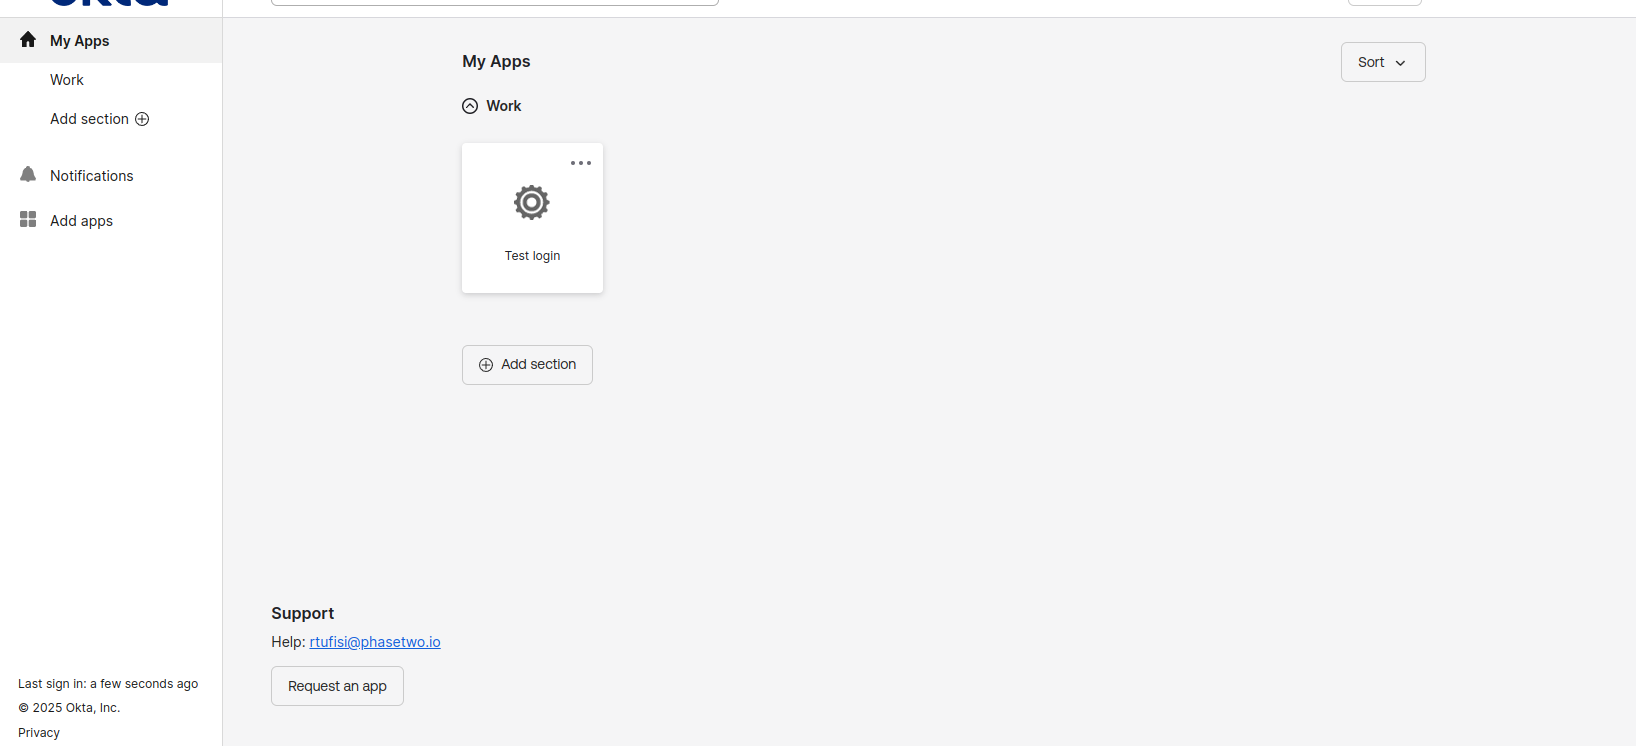 okta
My Apps
Work
Add section
Notifications
Add apps
My Apps
Sort
Work
Test login
Add section
Support
Help: rtufisi@phasetwo.io
Request an app
Last sign in: a few seconds ago
© 2025 Okta, Inc.
Privacy